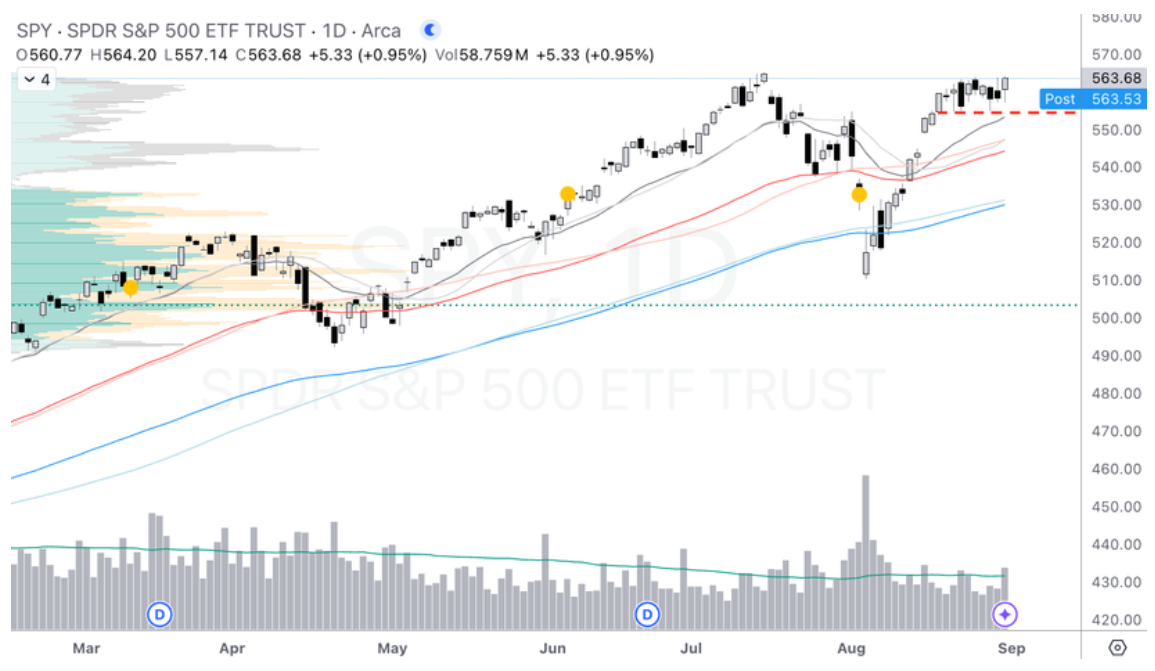 SPY · SPDR S&P 500 ETF TRUST · 1D · Arca
O560.77 H564.20 L557.14 C563.68 +5.33 (+0.95%) Vol58.759M +5.33 (+0.95%)
4
580.00
570.00
563.68
Post 563.53
550.00
540.00
530.00
520.00
510.00
500.00
490.00
480.00
470.00
460.00
450.00
440.00
430.00
420.00
SPY, 1D
SPDR S&P 500 ETF TRUST
D
D
Mar Apr May Jun Jul Aug Sep